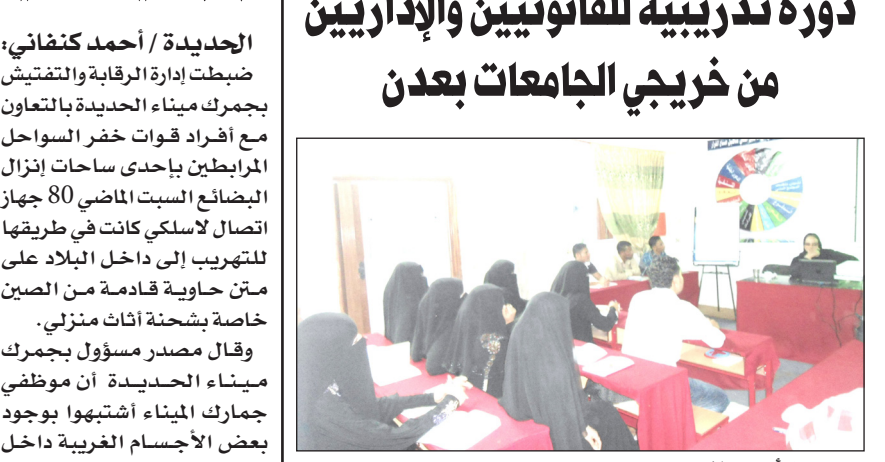 دورة تدريبية للقانونيين والإداريين
من خريجي الجامعات بعدن
الحديدة / أحمد كنفاني:
ضبطت إدارة الرقابة والتفتيش
بجمرك ميناء الحديدة بالتعاون
مع أفراد قوات خفر السواحل
المرابطين بإحدى ساحات إنزال
البضائع السبت الماضي 80 جهاز
اتصال لاسلكي كانت في طريقها
للتهريب إلى داخل البلاد على
متن حاوية قادمة من الصين
خاصة بشحنة أثاث منزلي.
وقال مصدر مسؤول بجمرك
ميناء الحديدة أن موظفي
جمارك الميناء أشتبهوا بوجود
بعض الأجسام الغريبة داخل